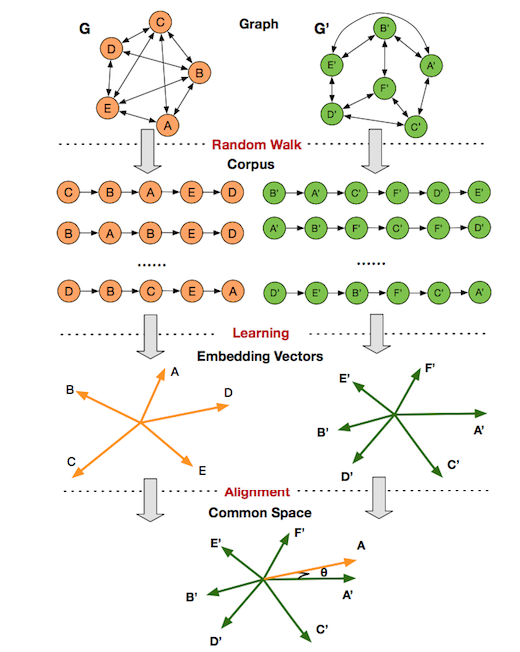 G Graph G'
C
D
B
E
A
B'
E' A'
F'
D'
C'
Random Walk
Corpus
C B A E D B' A' C' F' D' E'
B A B E D A' B' F' C' F' D'
...... ......
D B C E A D' E' B' F' C' A'
Learning
Embedding Vectors
A
B D
C
E
F'
E'
B' A'
D' C'
Alignment
Common Space
F'
E' A
θ
B' A'
D' C'